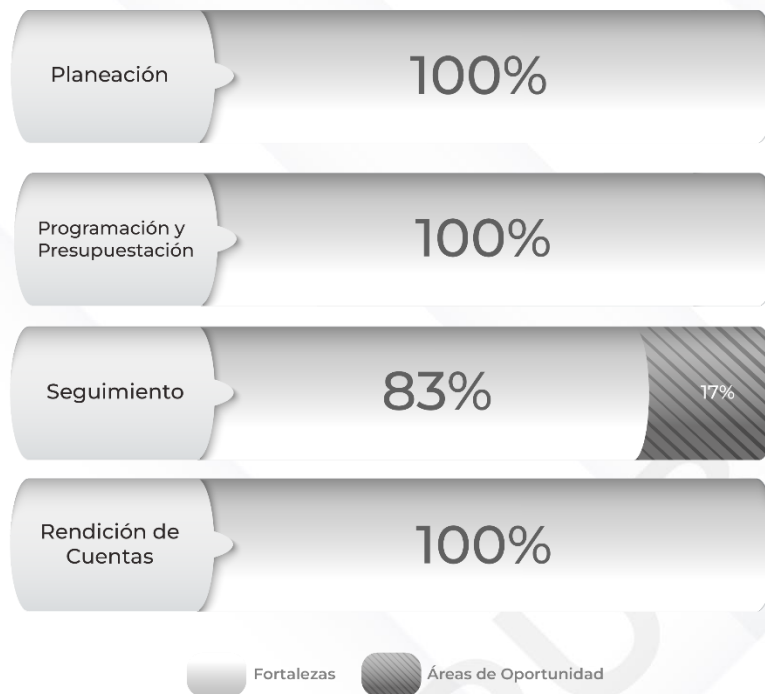 Planeación
100%
Programación y
Presupuestación
100%
Seguimiento
83%
17%
Rendición de
Cuentas
100%
Fortalezas
Áreas de Oportunidad